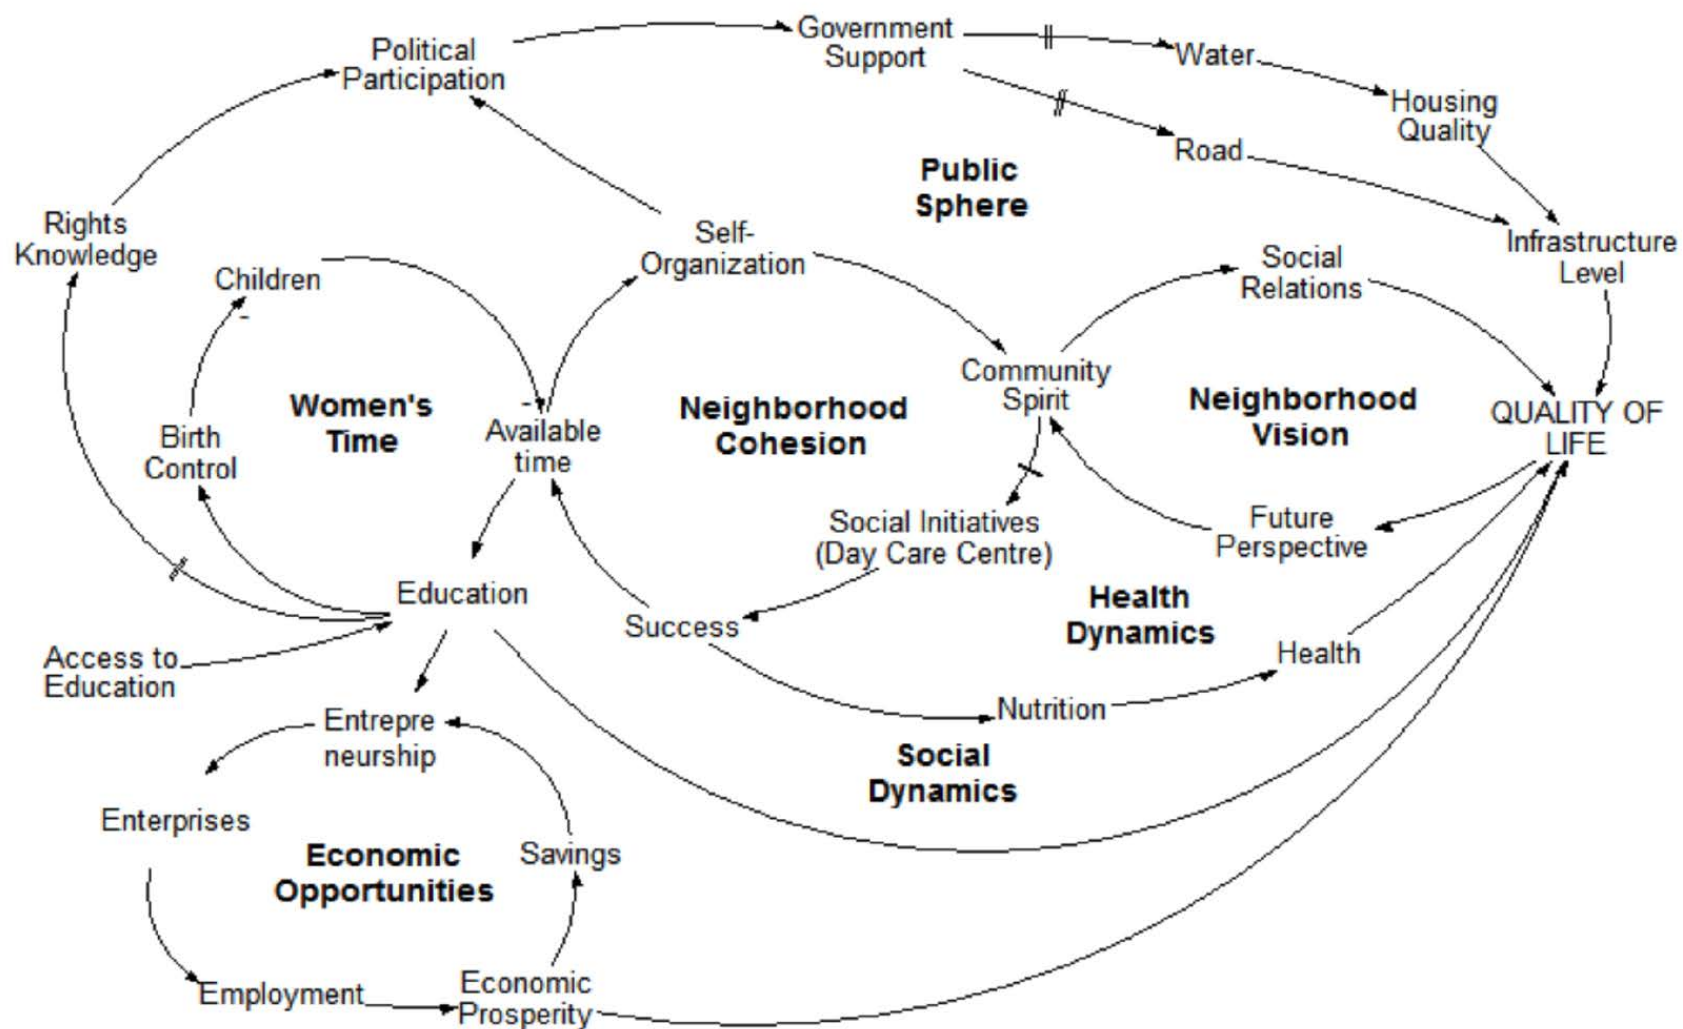 Government
Support
Political
Participation
Water
Housing
Quality
Road
Public
Sphere
Rights
Knowledge
Self-
Organization
Infrastructure
Level
Social
Relations
Children
-
Community
Spirit
Women's
Time
Neighborhood
Cohesion
Neighborhood
Vision
QUALITY OF
LIFE
-
Available
time
Birth
Control
Social Initiatives
(Day Care Centre)
Future
Perspective
Education
Health
Dynamics
Success
Access to
Education
Health
Nutrition
Entrepre
neurship
Social
Dynamics
Enterprises
Economic
Opportunities
Savings
Employment
Economic
Prosperity